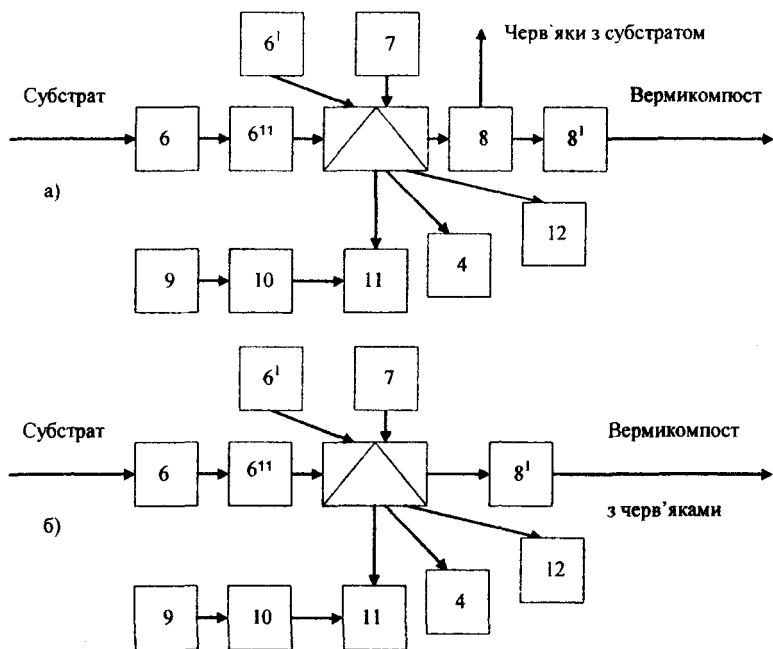 6¹ 7 Черв`яки з субстратом
Субстрат Вермикомпост
6 6¹¹ 8 8¹
а)
12
9 10 11 4
6¹ 7
Субстрат Вермикомпост
6 6¹¹ 8¹
з черв’яками
б)
12
9 10 11 4